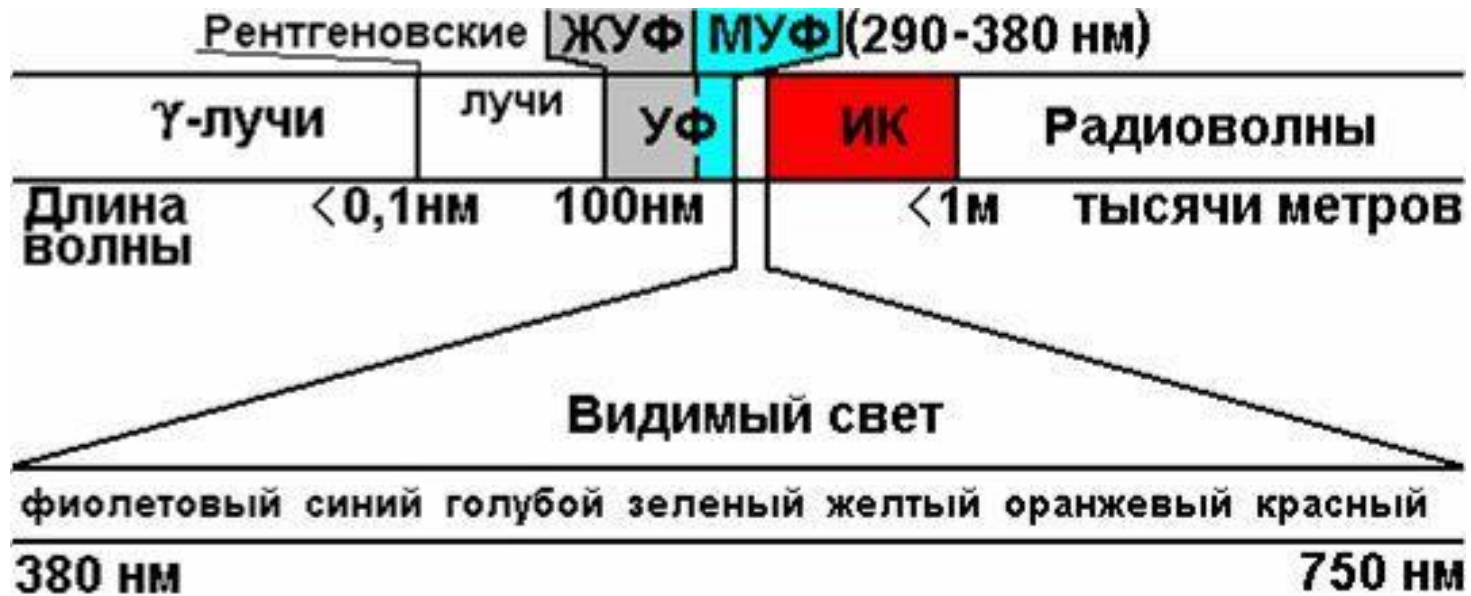 Рентгеновские ЖУФ МУФ (290-380 нм)
γ-лучи лучи УФ ИК Радиоволны
Длина волны <0,1нм 100нм <1м тысячи метров
Видимый свет
фиолетовый синий голубой зеленый желтый оранжевый красный
380 нм 750 нм